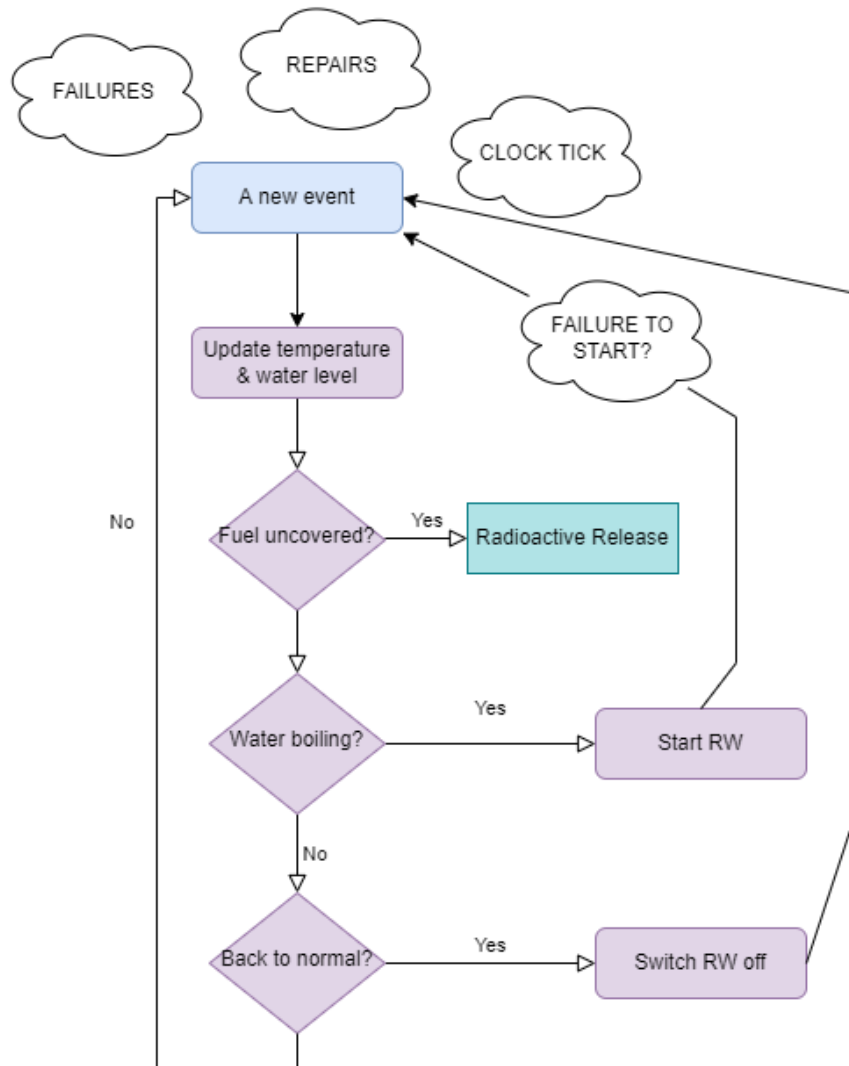 REPAIRS
FAILURES
CLOCK TICK
A new event
FAILURE TO
START?
Update temperature
& water level
No
Fuel uncovered?
Yes
Radioactive Release
Water boiling?
Yes
Start RW
No
Back to normal?
Yes
Switch RW off